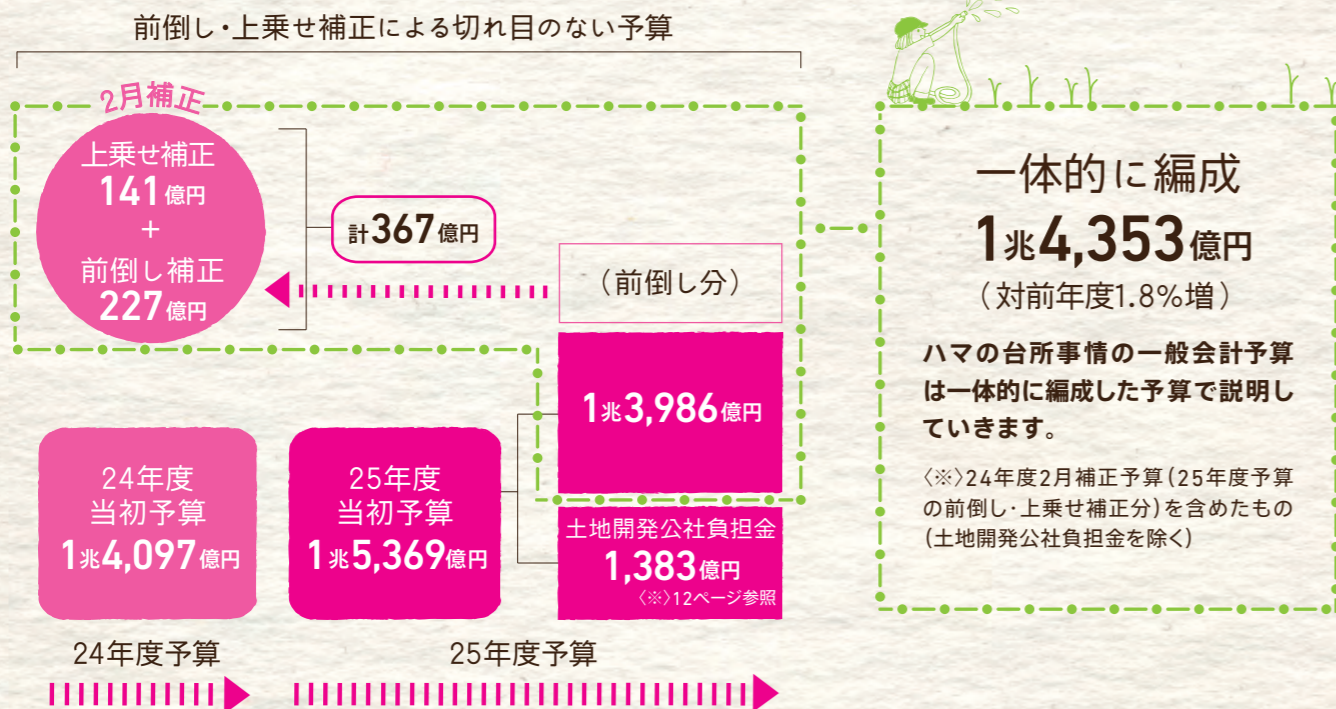 前倒し・上乗せ補正による切れ目のない予算
2月補正
上乗せ補正
141億円
+
前倒し補正
227億円
計367億円
（前倒し分）
1兆3,986億円
24年度
当初予算
1兆4,097億円
25年度
当初予算
1兆5,369億円
土地開発公社負担金
1,383億円
〈※〉12ページ参照
24年度予算
25年度予算
一体的に編成
1兆4,353億円
（対前年度1.8%増）
ハマの台所事情の一般会計予算
は一体的に編成した予算で説明し
ていきます。
〈※〉24年度2月補正予算（25年度予算
の前倒し・上乗せ補正分）を含めたもの
（土地開発公社負担金を除く）